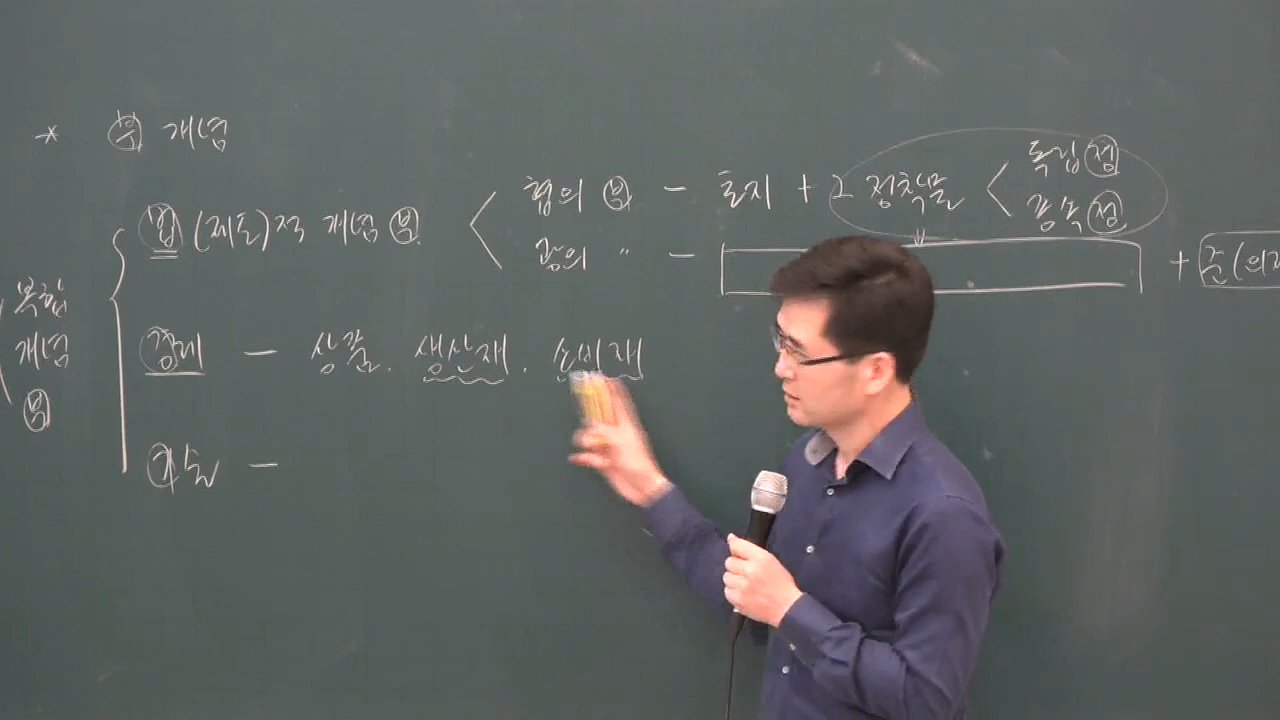 * 부 개념
법(제도)적 개념 부 < 협의 부 - 토지 + 그 정착물 < 독립 정
종속 정
광의 〃 - + 준(의제
복합
개념
부
경제 - 상품. 생산재. 소비재
기술 -